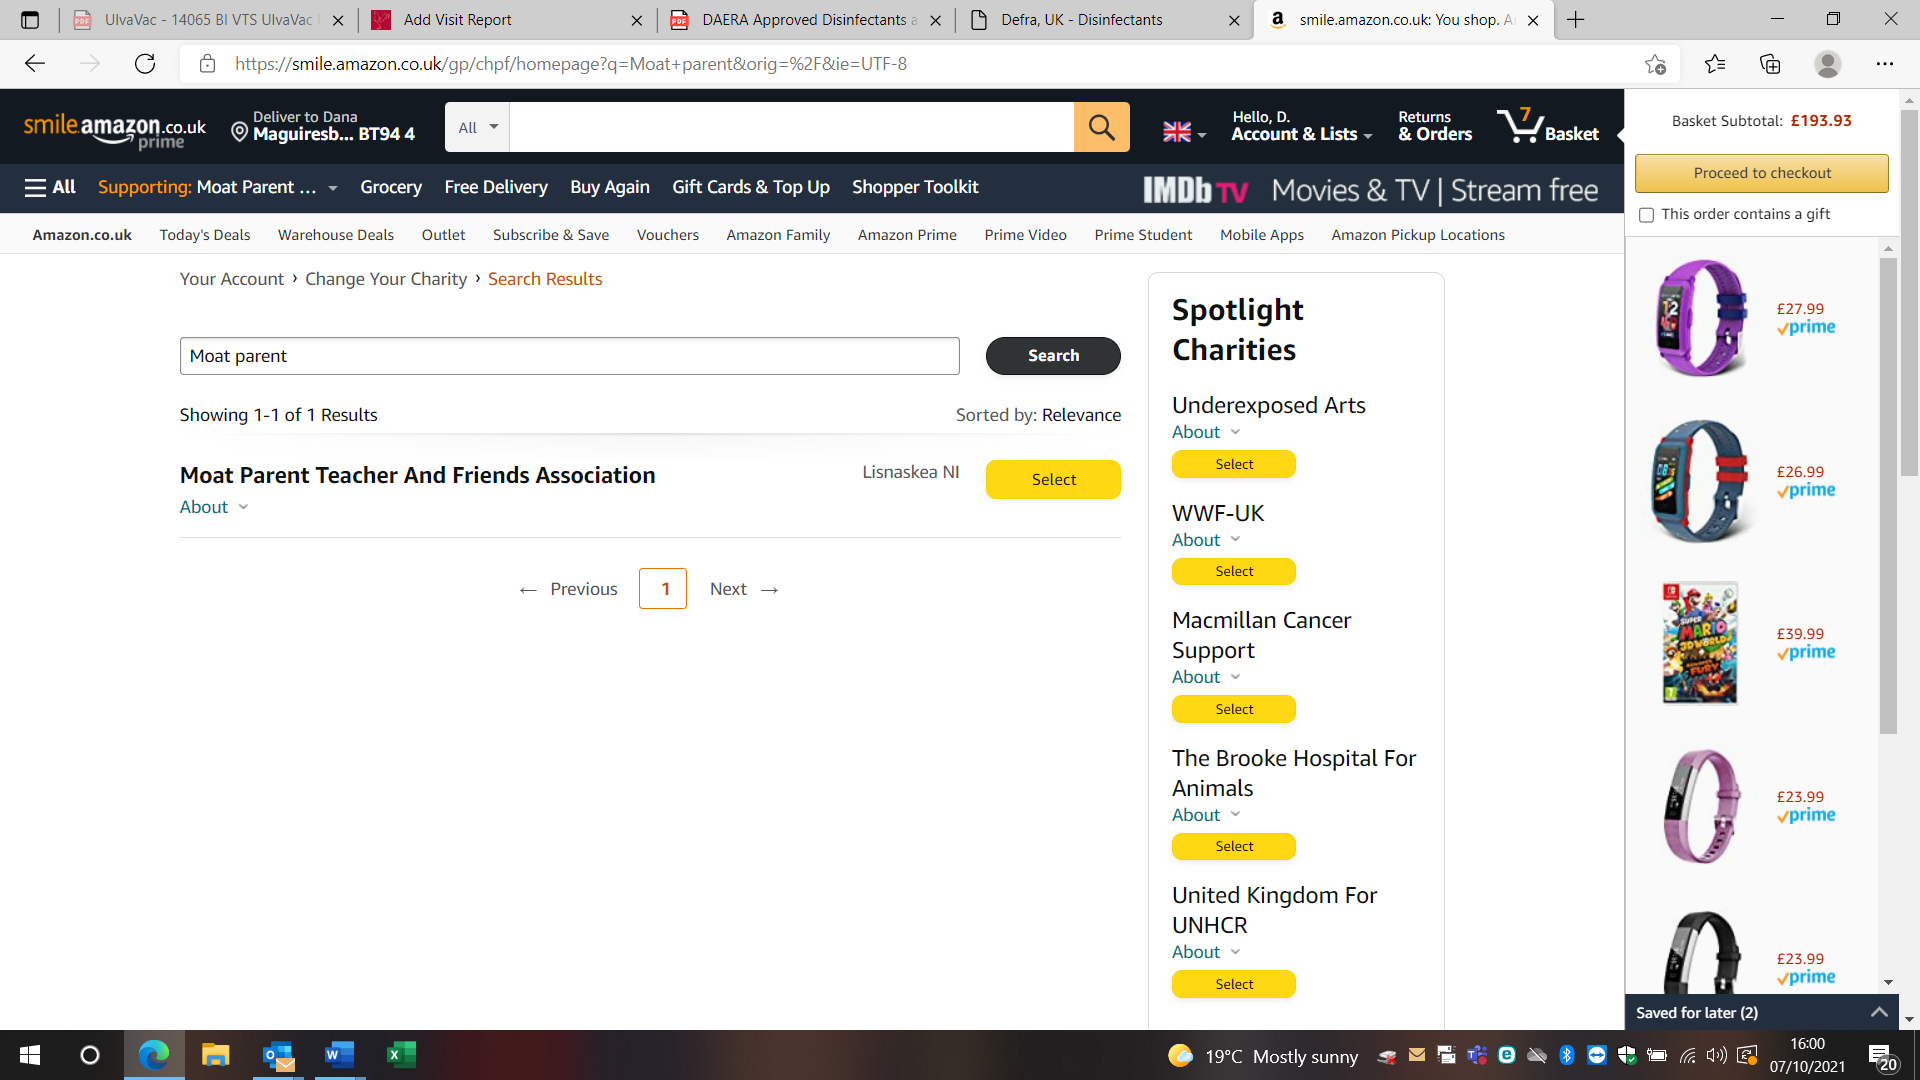 UlvaVac - 14065 BI VTS UlvaVac
Add Visit Report
DAERA Approved Disinfectants a
Defra, UK - Disinfectants
smile.amazon.co.uk: You shop. A
https://smile.amazon.co.uk/gp/chpf/homepage?q=Moat+parent&orig=%2F&ie=UTF-8
smile.amazon.co.uk
prime
Deliver to Dana
Maguiresb... BT94 4
All
Hello, D.
Account & Lists
Returns
& Orders
7
Basket
Basket Subtotal: £193.93
Proceed to checkout
This order contains a gift
All
Supporting: Moat Parent ...
Grocery
Free Delivery
Buy Again
Gift Cards & Top Up
Shopper Toolkit
IMDb TV Movies & TV | Stream free
Amazon.co.uk
Today's Deals
Warehouse Deals
Outlet
Subscribe & Save
Vouchers
Amazon Family
Amazon Prime
Prime Video
Prime Student
Mobile Apps
Amazon Pickup Locations
Your Account › Change Your Charity › Search Results
Moat parent
Search
Showing 1-1 of 1 Results
Sorted by: Relevance
Moat Parent Teacher And Friends Association
Lisnaskea NI
Select
About
← Previous
1
Next →
Spotlight
Charities
Underexposed Arts
About
Select
WWF-UK
About
Select
Macmillan Cancer
Support
About
Select
The Brooke Hospital For
Animals
About
Select
United Kingdom For
UNHCR
About
Select
£27.99
prime
£26.99
prime
SUPER
MARIO
3D WORLD
FURY
£39.99
prime
£23.99
prime
£23.99
prime
Saved for later (2)
19°C Mostly sunny
16:00
07/10/2021
20